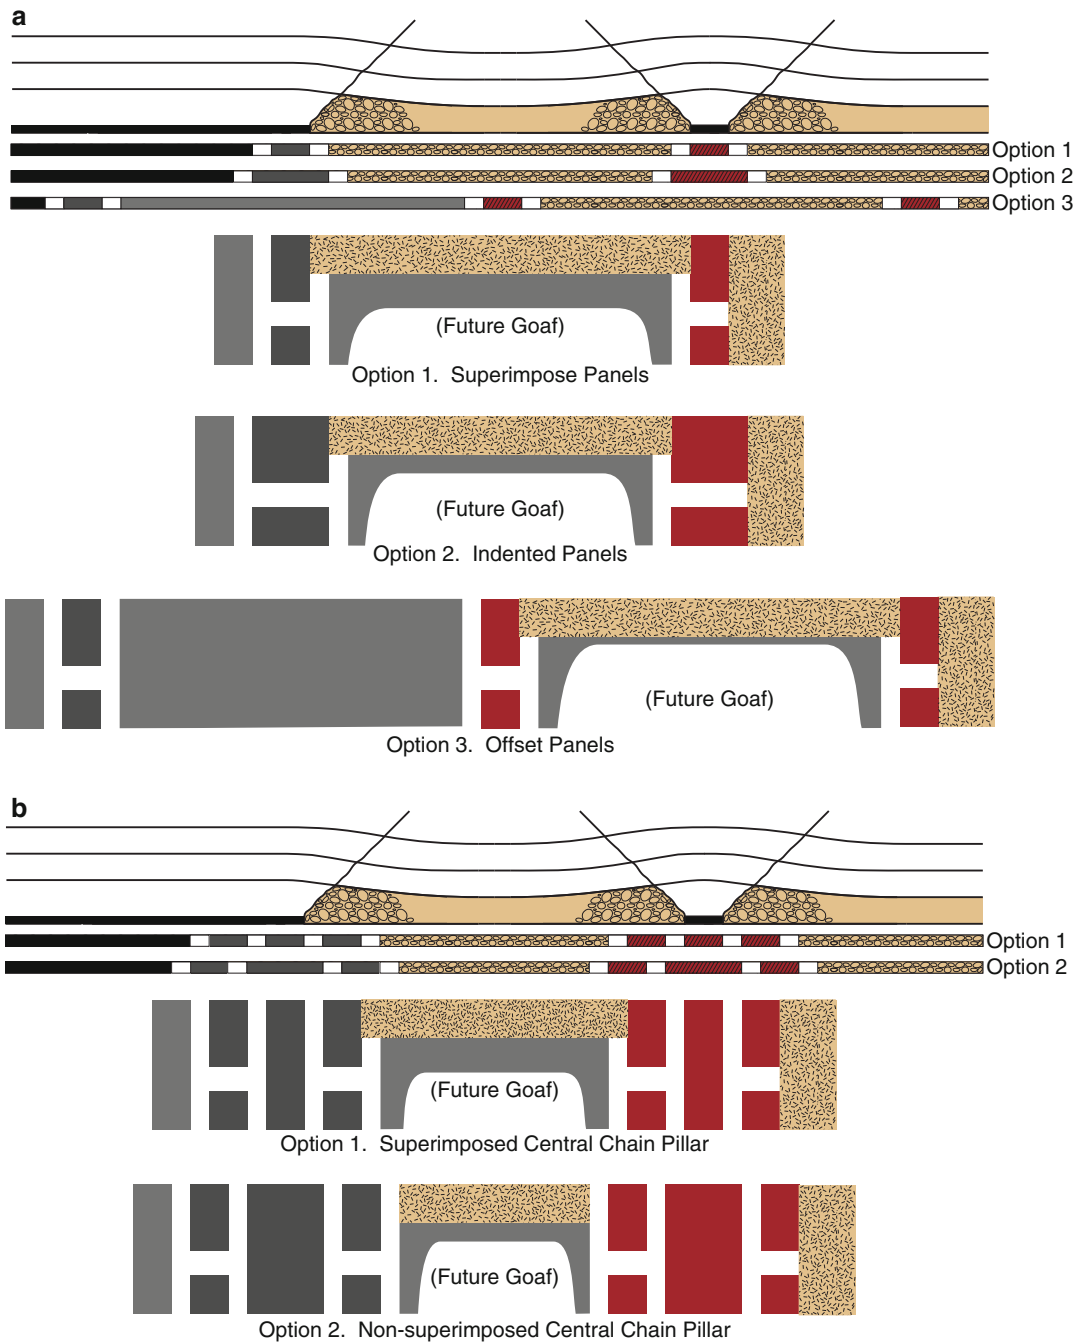 a
Option 1
Option 2
Option 3
(Future Goaf)
Option 1. Superimpose Panels
(Future Goaf)
Option 2. Indented Panels
(Future Goaf)
Option 3. Offset Panels
b
Option 1
Option 2
(Future Goaf)
Option 1. Superimposed Central Chain Pillar
(Future Goaf)
Option 2. Non-superimposed Central Chain Pillar